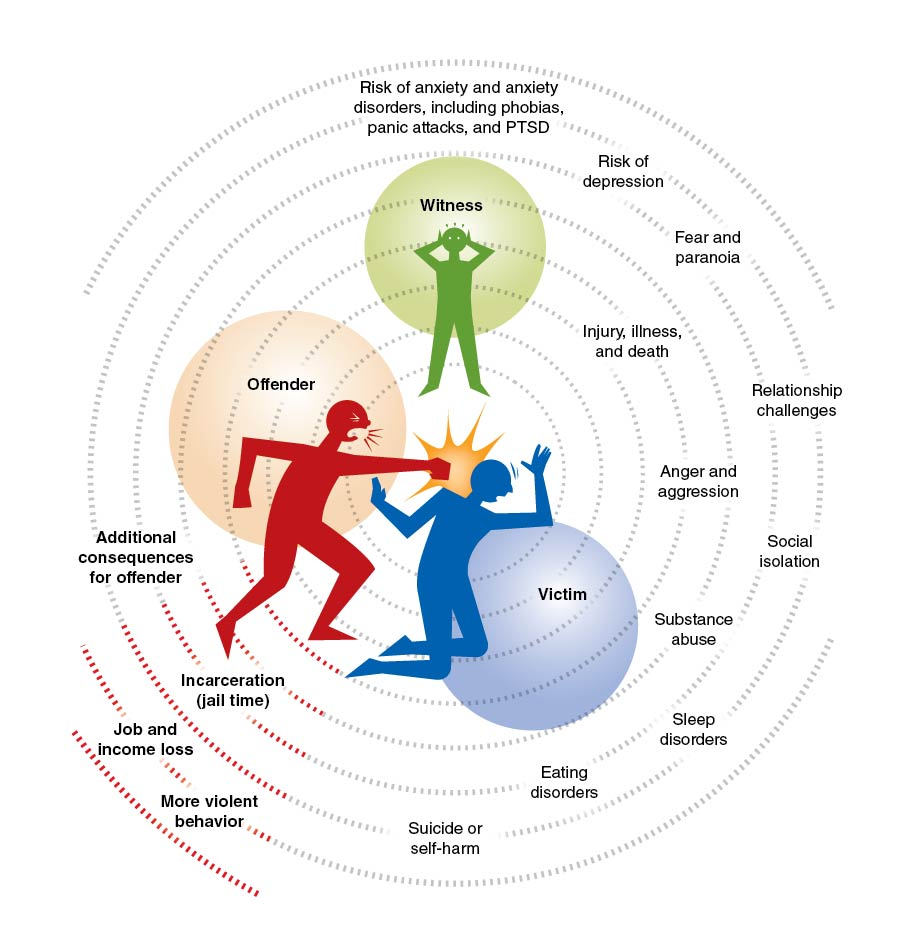 Risk of anxiety and anxiety
disorders, including phobias,
panic attacks, and PTSD
Risk of
depression
Witness
Fear and
paranoia
Injury, illness,
and death
Offender
Relationship
challenges
Anger and
aggression
Additional
consequences
for offender
Social
isolation
Victim
Substance
abuse
Incarceration
(jail time)
Job and
income loss
Sleep
disorders
Eating
disorders
More violent
behavior
Suicide or
self-harm